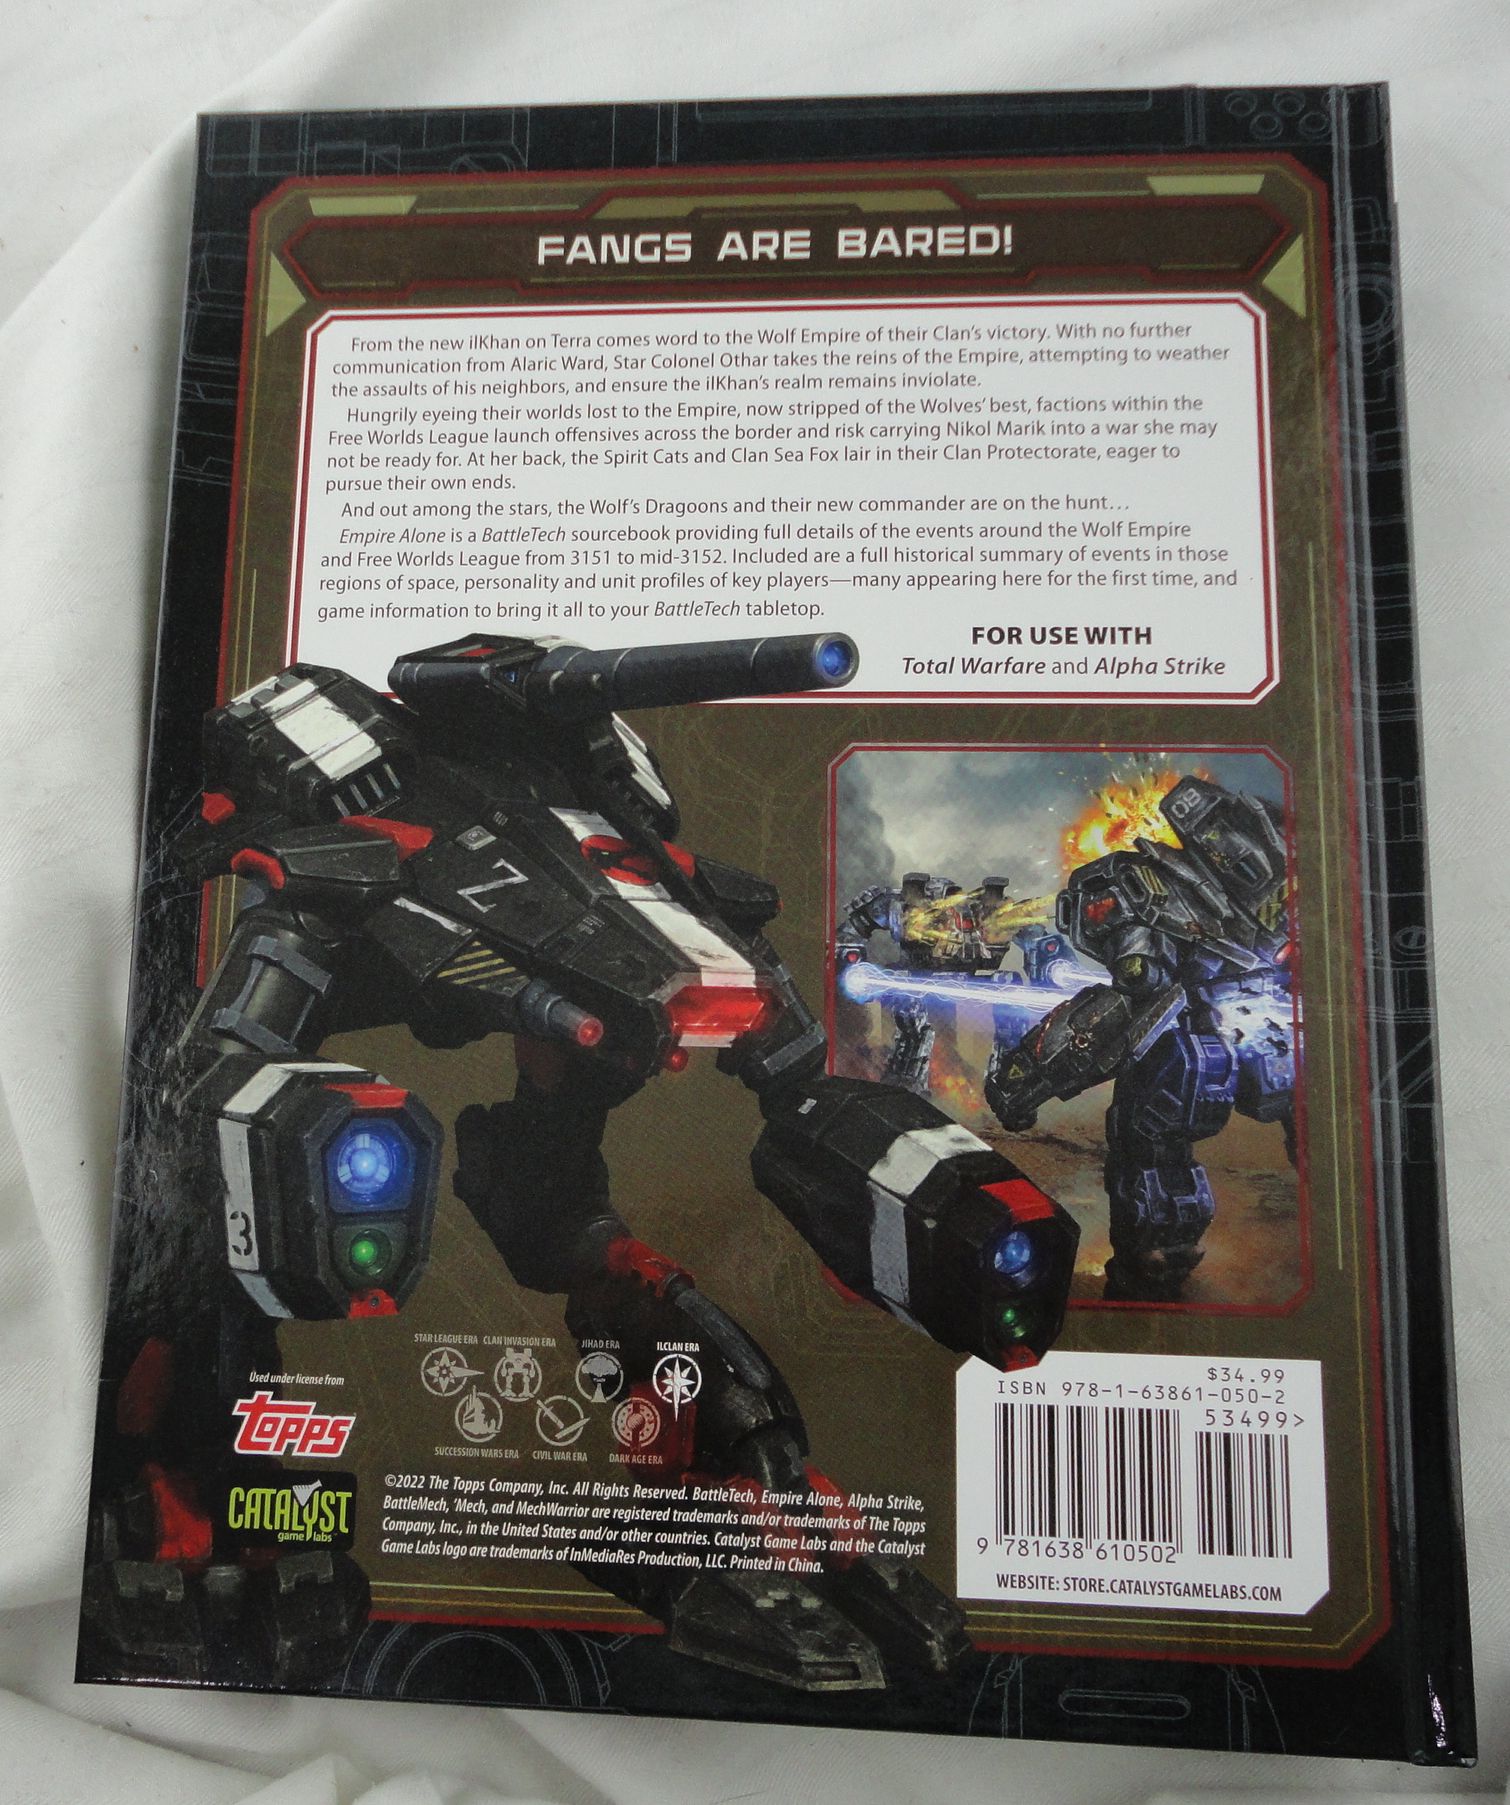 FANGS ARE BARED!
From the new ilKhan on Terra comes word to the Wolf Empire of their Clan's victory. With no further
communication from Alaric Ward, Star Colonel Othar takes the reins of the Empire, attempting to weather
the assaults of his neighbors, and ensure the ilKhan's realm remains inviolate.
Hungrily eyeing their worlds lost to the Empire, now stripped of the Wolves' best, factions within the
Free Worlds League launch offensives across the border and risk carrying Nikol Marik into a war she may
not be ready for. At her back, the Spirit Cats and Clan Sea Fox lair in their Clan Protectorate, eager to
pursue their own ends.
And out among the stars, the Wolf's Dragoons and their new commander are on the hunt...
Empire Alone is a BattleTech sourcebook providing full details of the events around the Wolf Empire
and Free Worlds League from 3151 to mid-3152. Included are a full historical summary of events in those
regions of space, personality and unit profiles of key players—many appearing here for the first time, and
game information to bring it all to your BattleTech tabletop.
FOR USE WITH
Total Warfare and Alpha Strike
08
Z
3
STAR LEAGUE ERA CLAN INVASION ERA JIHAD ERA ILCLAN ERA
SUCCESSION WARS ERA CIVIL WAR ERA DARK AGE ERA
Used under license from
topps
CATALYST
game labs
©2022 The Topps Company, Inc. All Rights Reserved. BattleTech, Empire Alone, Alpha Strike,
BattleMech, 'Mech, and MechWarrior are registered trademarks and/or trademarks of The Topps
Company, Inc., in the United States and/or other countries. Catalyst Game Labs and the Catalyst
Game Labs logo are trademarks of InMediaRes Production, LLC. Printed in China.
$34.99
ISBN 978-1-63861-050-2
53499>
9 781638 610502
WEBSITE: STORE.CATALYSTGAMELABS.COM